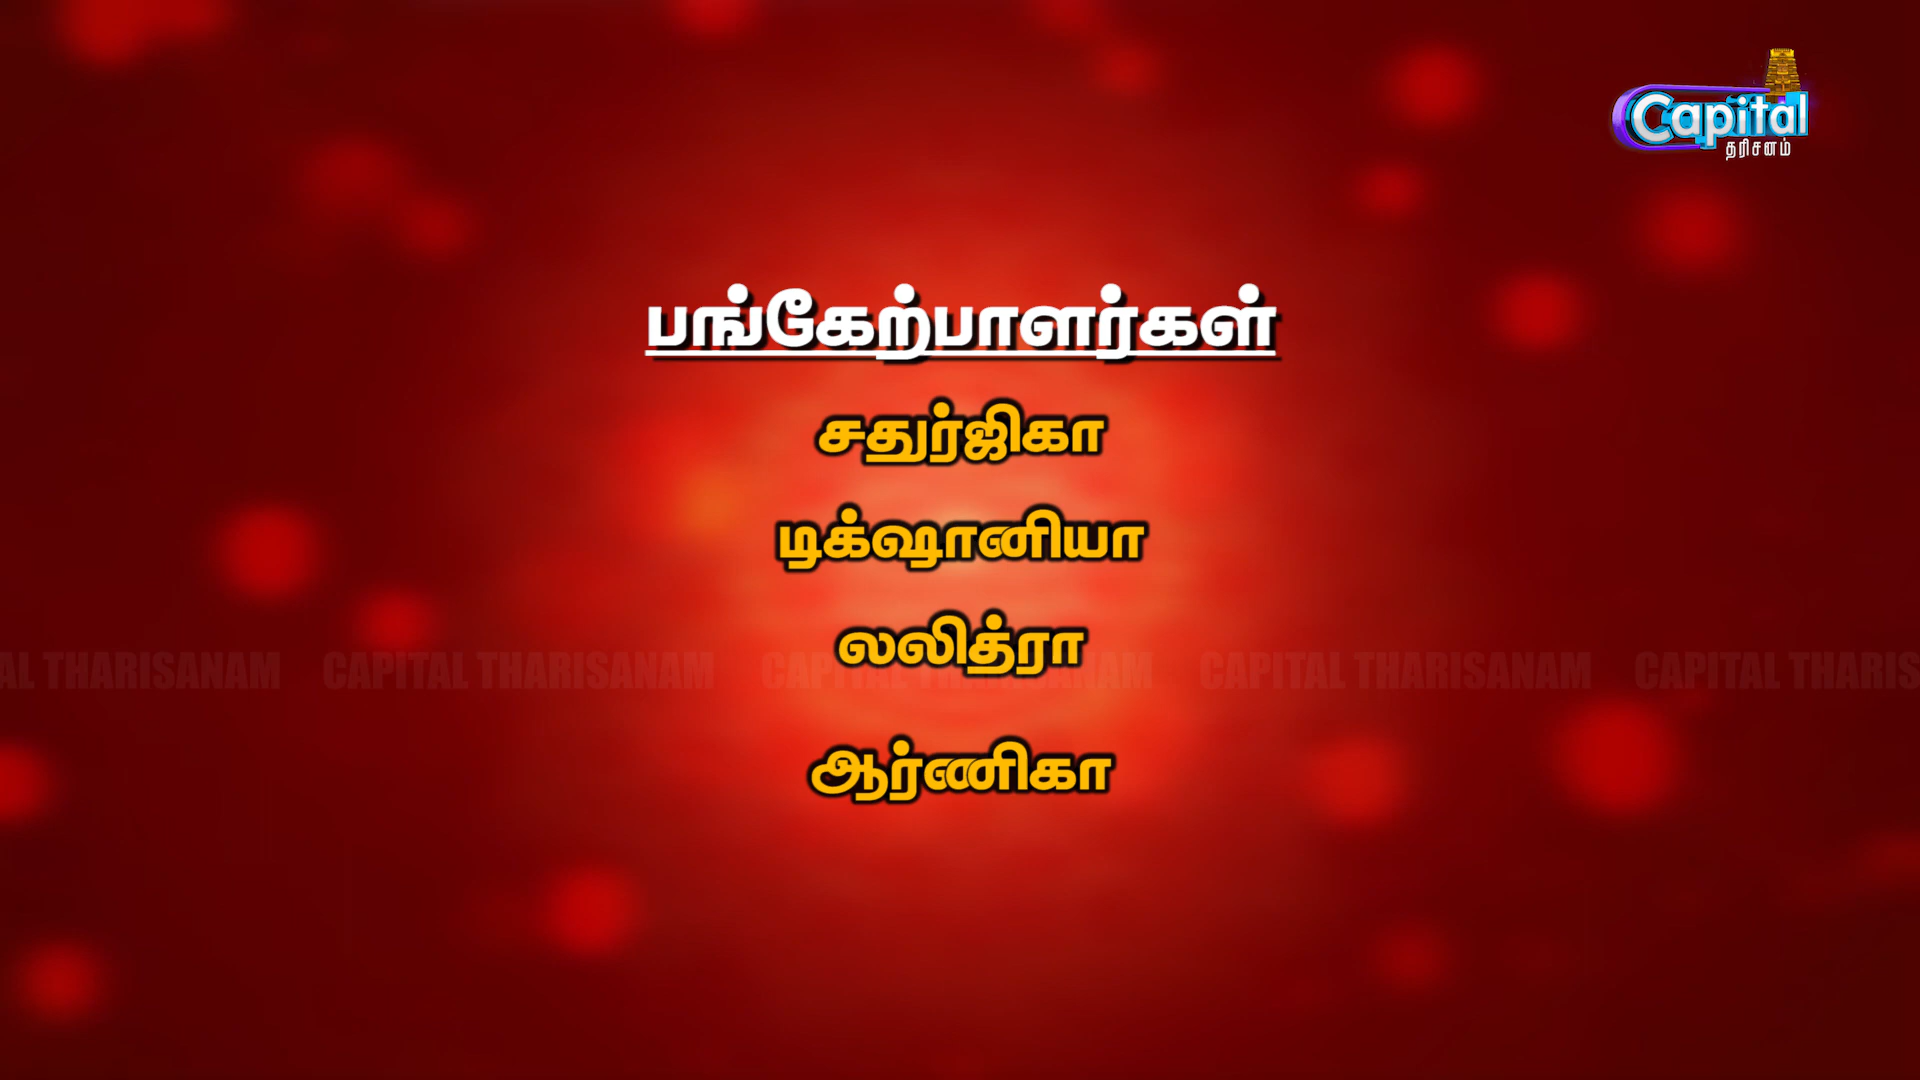 Capital
தரிசனம்
பங்கேற்பாளர்கள்
சதுர்ஜிகா
டிக்ஷானியா
லலித்ரா
AL THARISANAM CAPITAL THARISANAM CAPITAL THARISANAM CAPITAL THARISANAM CAPITAL THARIS
ஆர்ணிகா